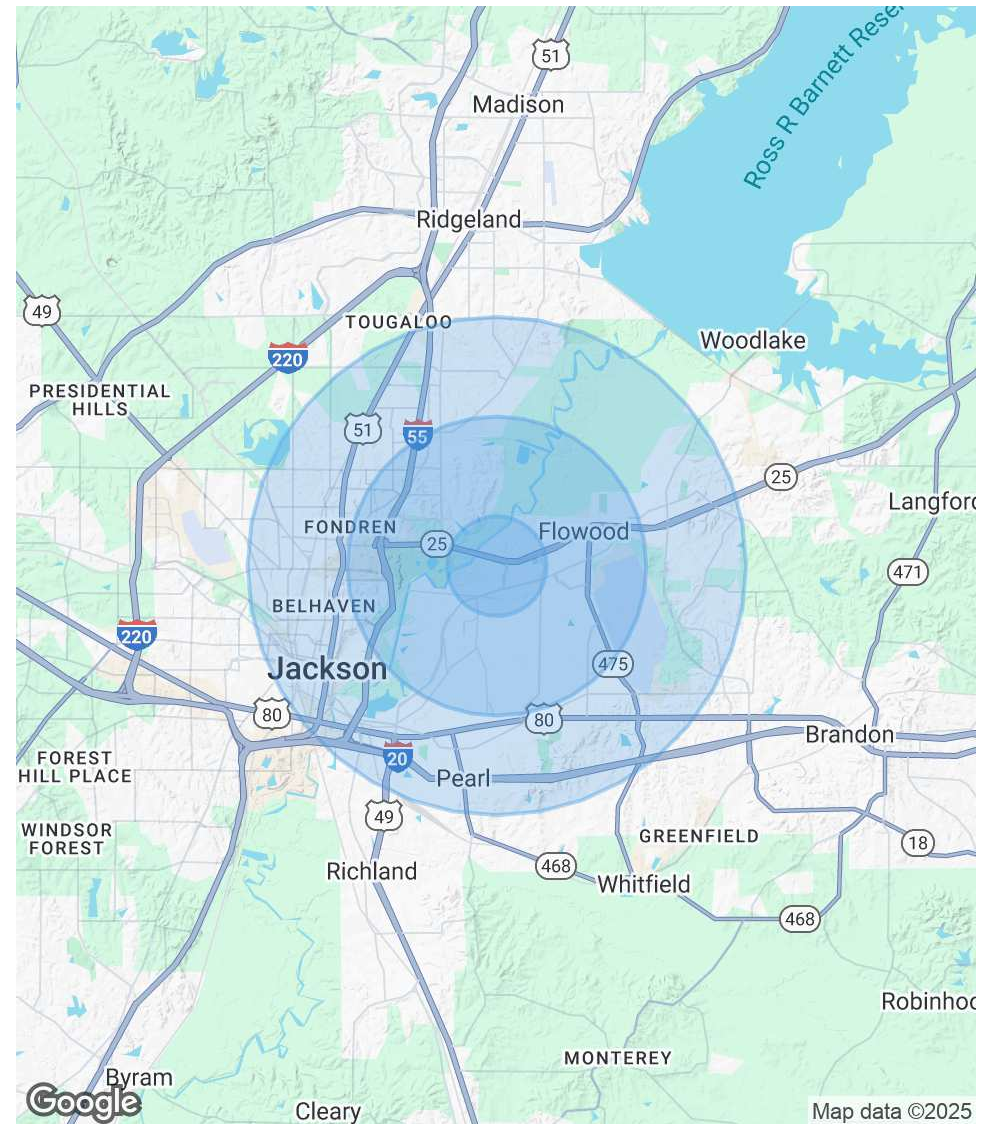 51
Madison
Ross R Barnett Reser
Ridgeland
49
TOUGALOO
Woodlake
220
PRESIDENTIAL
HILLS
51
55
25
Langford
FONDREN
25
Flowood
471
BELHAVEN
220
Jackson
475
80
80
Brandon
FOREST
HILL PLACE
20
Pearl
49
WINDSOR
FOREST
GREENFIELD
18
Richland
468
Whitfield
468
Robinhoo
MONTEREY
Byram
Google
Cleary
Map data ©2025